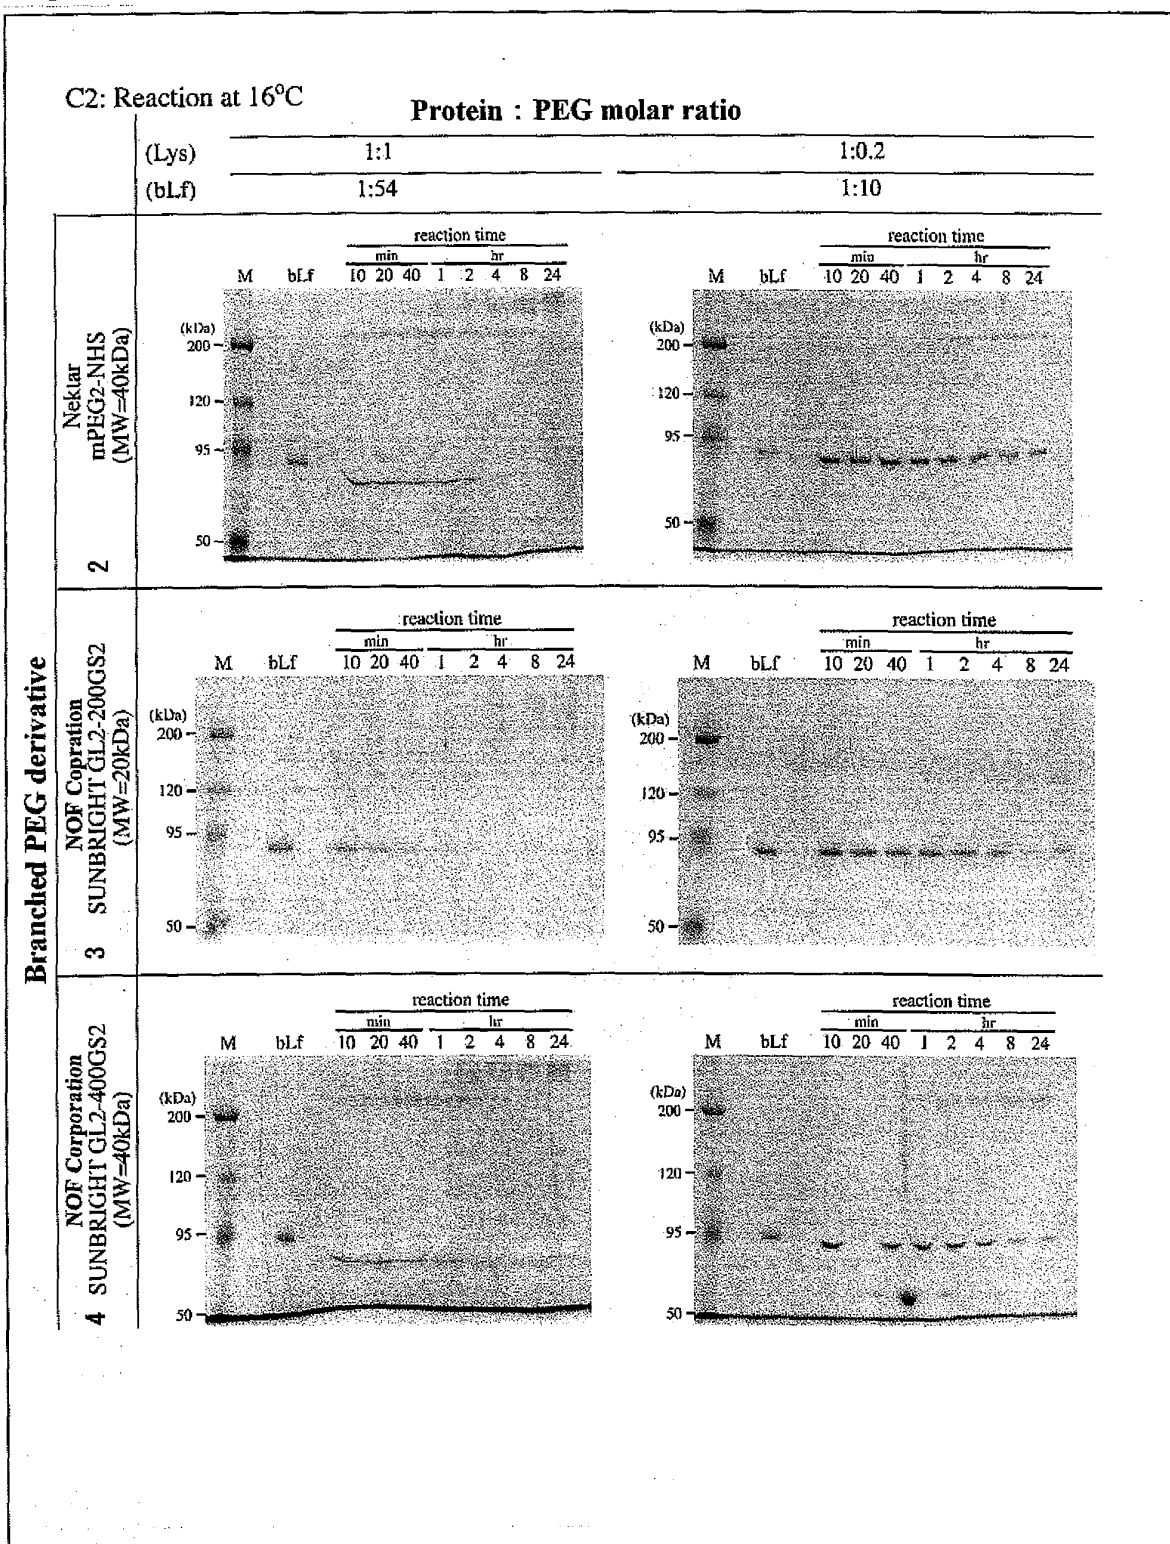 C2: Reaction at 16°C
Protein : PEG molar ratio
(Lys) 1:1 1:0.2
(bLf) 1:54 1:10
Branched PEG derivative
2 Nektar
mPEG2-NHS
(MW=40kDa)
reaction time
min hr
M bLf 10 20 40 1 2 4 8 24
(kDa)
200
120
95
50
reaction time
min hr
M bLf 10 20 40 1 2 4 8 24
(kDa)
200
120
95
50
3 NOF Copration
SUNBRIGHT GL2-200GS2
(MW=20kDa)
reaction time
min hr
M bLf 10 20 40 1 2 4 8 24
(kDa)
200
120
95
50
reaction time
min hr
M bLf 10 20 40 1 2 4 8 24
(kDa)
200
120
95
50
4 NOF Corporation
SUNBRIGHT GL2-400GS2
(MW=40kDa)
reaction time
min hr
M bLf 10 20 40 1 2 4 8 24
(kDa)
200
120
95
50
reaction time
min hr
M bLf 10 20 40 1 2 4 8 24
(kDa)
200
120
95
50